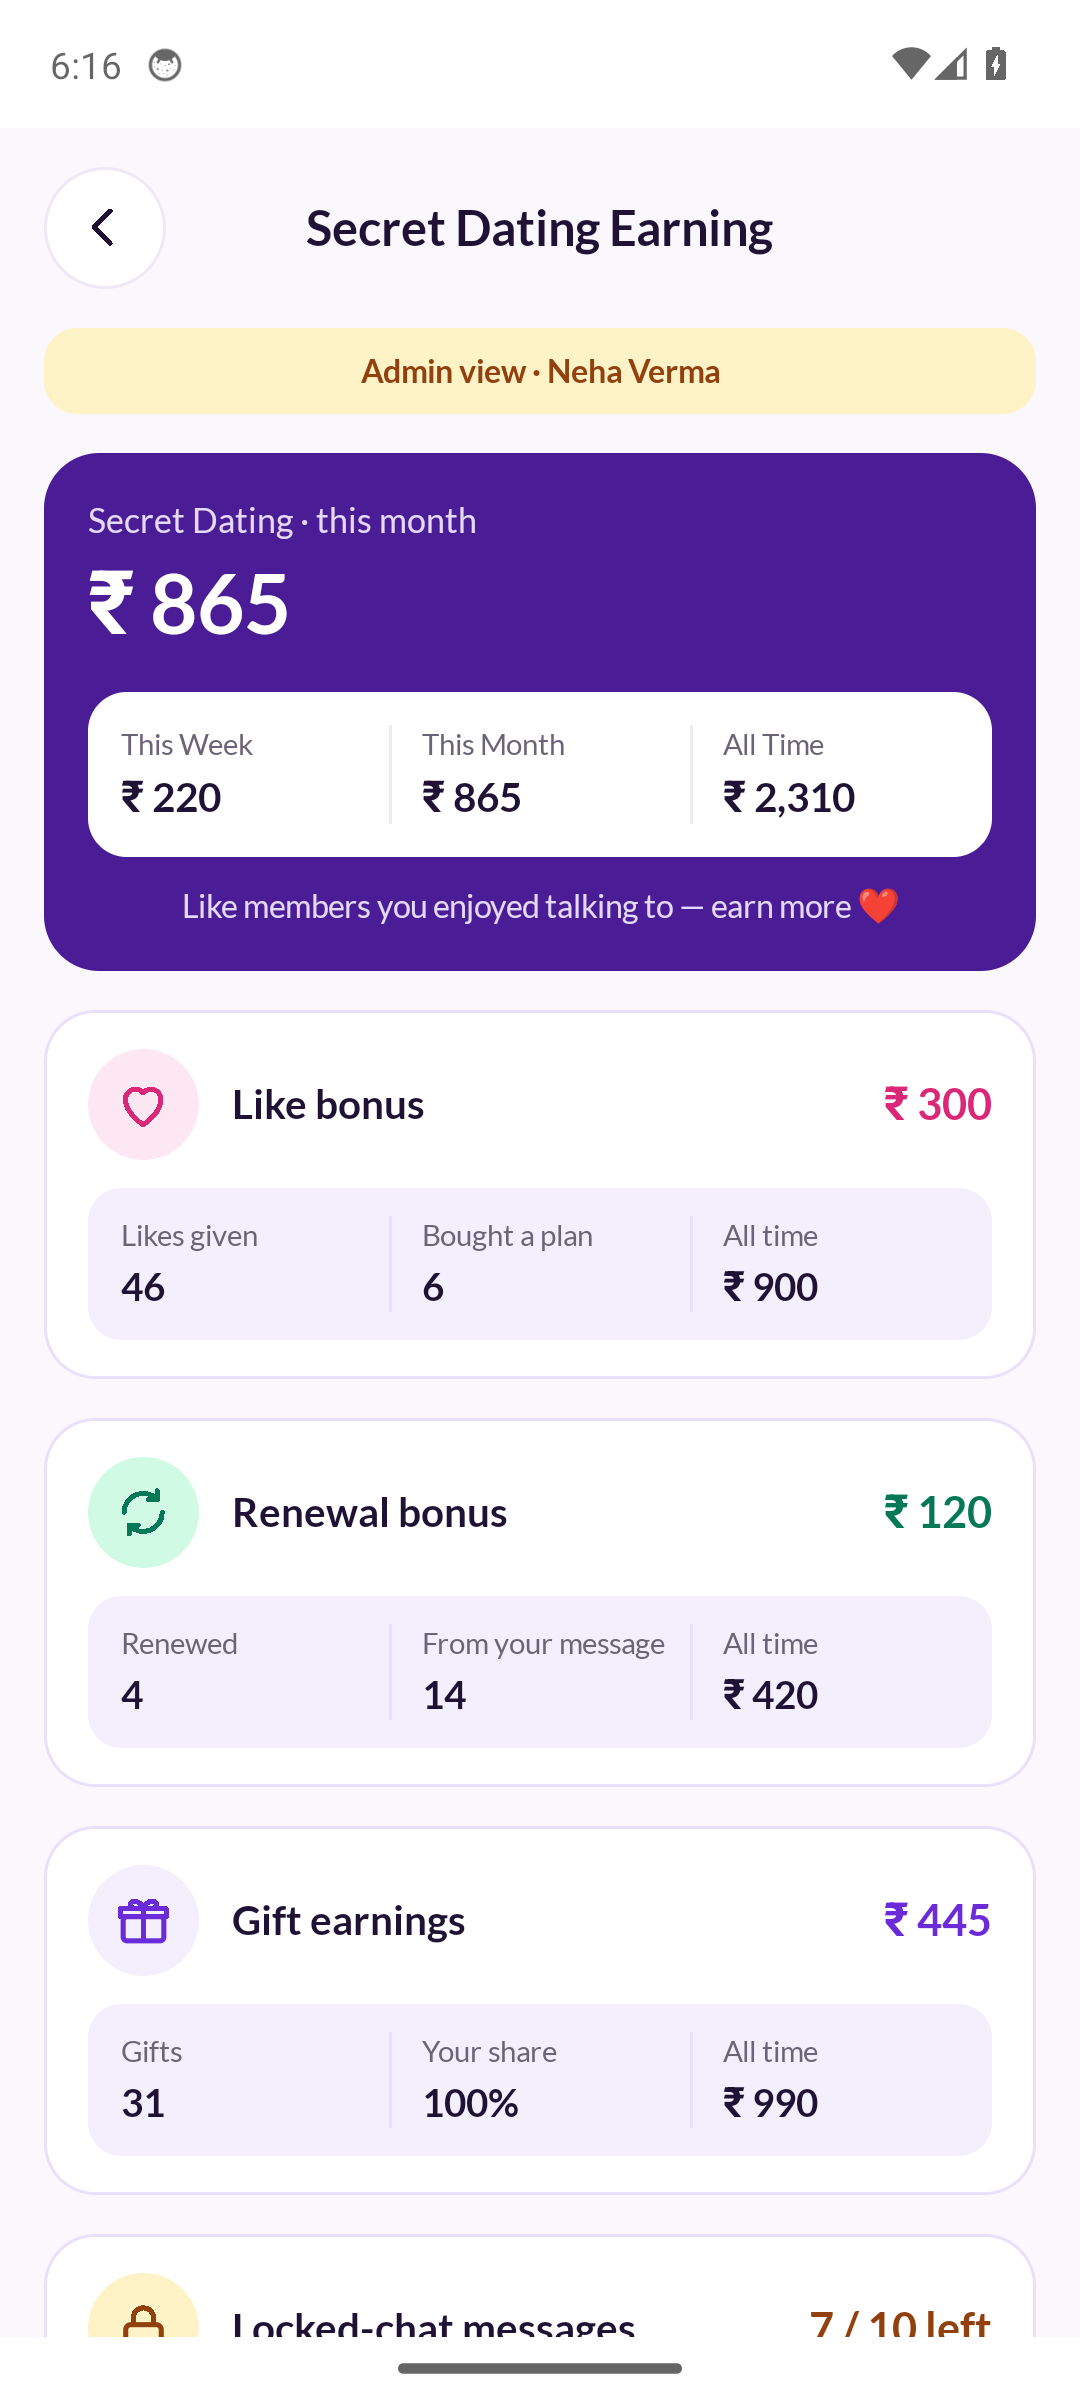 6:16
Secret Dating Earning
Admin view · Neha Verma
Secret Dating · this month
₹ 865
This Week
This Month
All Time
₹ 220
₹ 865
₹ 2,310
Like members you enjoyed talking to — earn more ❤️
Like bonus
₹ 300
Likes given
Bought a plan
All time
46
6
₹ 900
Renewal bonus
₹ 120
Renewed
From your message
All time
4
14
₹ 420
Gift earnings
₹ 445
Gifts
Your share
All time
31
100%
₹ 990
Locked-chat messages
7 / 10 left